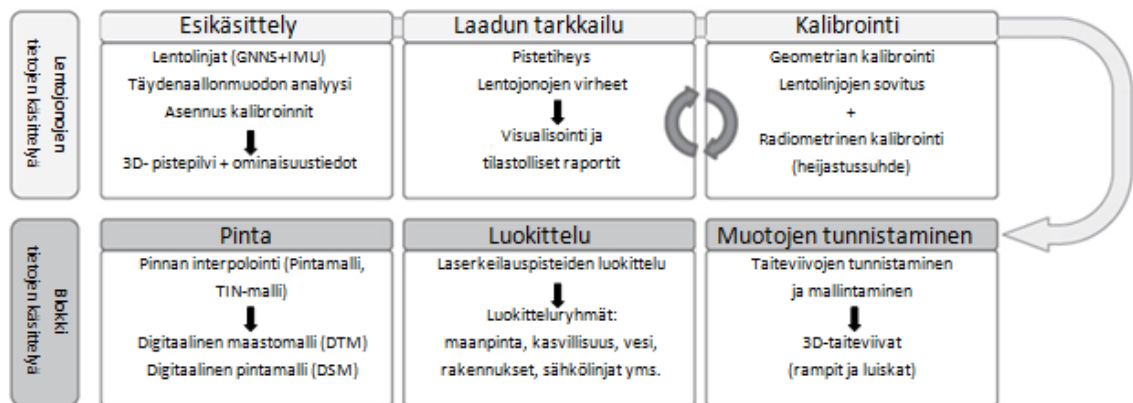 Lentojonojen
tietojen käsittelyä
Esikäsittely
Lentolinjat (GNNS+IMU)
Täydenaallonmuodon analyysi
Asennus kalibroinnit
3D- pistepilvi + ominaisuustiedot
Laadun tarkkailu
Pistetiheys
Lentojonojen virheet
Visualisointi ja
tilastolliset raportit
Kalibrointi
Geometrian kalibrointi
Lentolinjojen sovitus
+
Radiometrinen kalibrointi
(heijastussuhde)
Blokki
tietojen käsittelyä
Pinta
Pinnan interpolointi (Pintamalli,
TIN-malli)
Digitaalinen maastomalli (DTM)
Digitaalinen pintamalli (DSM)
Luokittelu
Laserkeilauspisteiden luokittelu
Luokitteluryhmät:
maanpinta, kasvillisuus, vesi,
rakennukset, sähkölinjat yms.
Muotojen tunnistaminen
Taiteviivojen tunnistaminen
ja mallintaminen
3D-taiteviivat
(rampit ja luiskat)